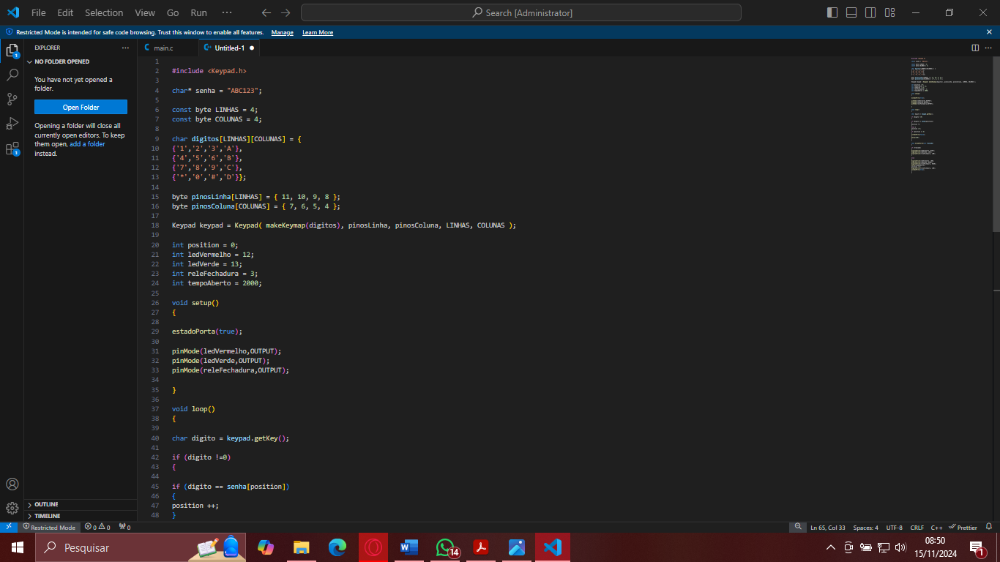 File Edit Selection View Go Run ··· Search [Administrator]
Restricted Mode is intended for safe code browsing. Trust this window to enable all features. Manage Learn More
EXPLORER
main.c
Untitled-1
NO FOLDER OPENED
You have not yet opened a
folder.
Open Folder
Opening a folder will close all
currently open editors. To keep
them open, add a folder
instead.
1
2 #include <Keypad.h>
3
4 char* senha = "ABC123";
5
6 const byte LINHAS = 4;
7 const byte COLUNAS = 4;
8
9 char digitos[LINHAS][COLUNAS] = {
10 {'1','2','3','A'},
11 {'4','5','6','B'},
12 {'7','8','9','C'},
13 {'*','0','#','D'}};
14
15 byte pinosLinha[LINHAS] = { 11, 10, 9, 8 };
16 byte pinosColuna[COLUNAS] = { 7, 6, 5, 4 };
17
18 Keypad keypad = Keypad( makeKeymap(digitos), pinosLinha, pinosColuna, LINHAS, COLUNAS );
19
20 int position = 0;
21 int ledVermelho = 12;
22 int ledVerde = 13;
23 int releFechadura = 3;
24 int tempoAberto = 2000;
25
26 void setup()
27 {
28
29 estadoPorta(true);
30
31 pinMode(ledVermelho,OUTPUT);
32 pinMode(ledVerde,OUTPUT);
33 pinMode(releFechadura,OUTPUT);
34
35 }
36
37 void loop()
38 {
39
40 char digito = keypad.getKey();
41
42 if (digito !=0)
43 {
44
45 if (digito == senha[position])
46 {
47 position ++;
48 }
OUTLINE
TIMELINE
Restricted Mode 0 0 0 Ln 65, Col 33 Spaces: 4 UTF-8 CRLF C++ Prettier
Pesquisar
14
08:50
15/11/2024
1